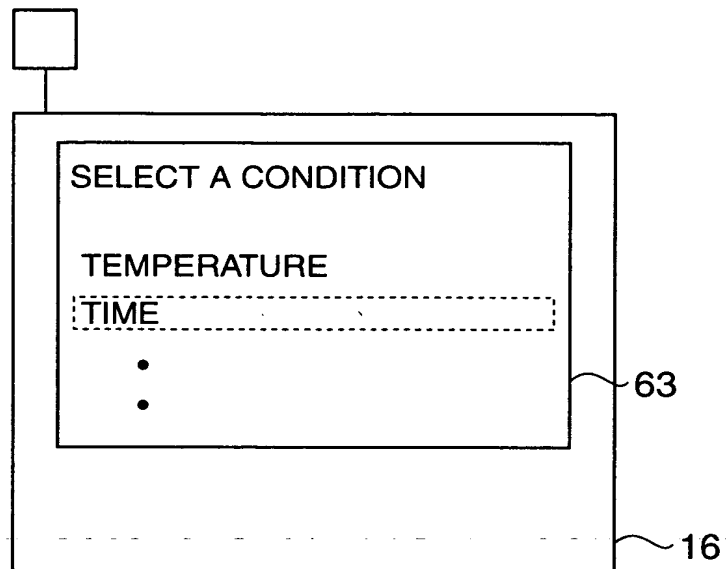 SELECT A CONDITION
TEMPERATURE
TIME
•
•
63
16